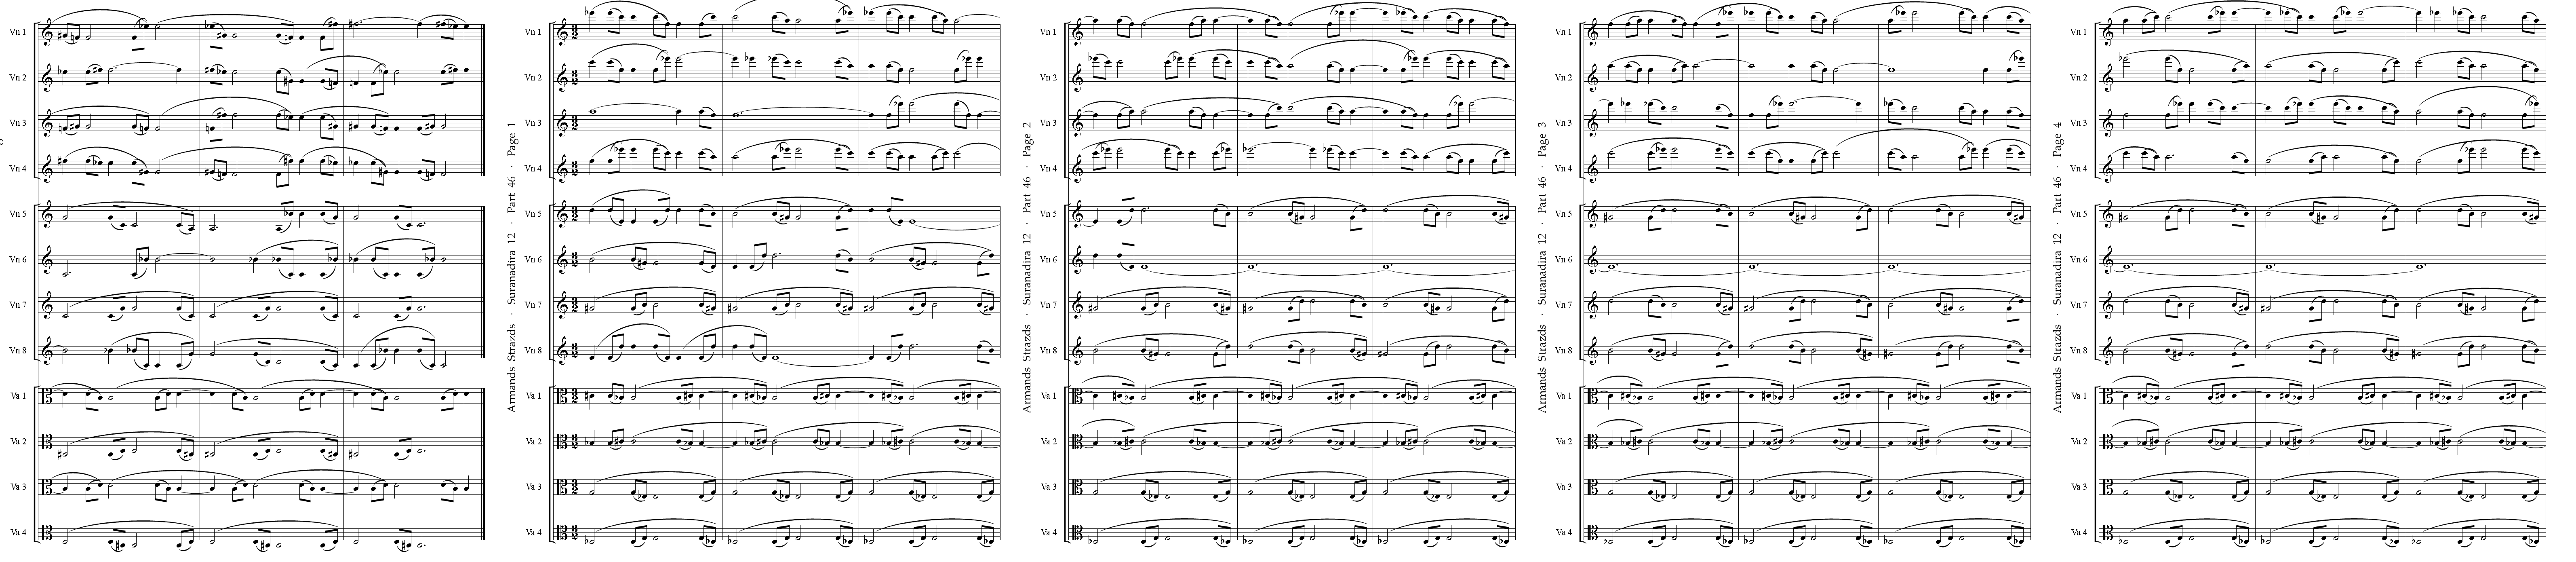 Vn 1
Vn 2
Vn 3
Vn 4
Vn 5
Vn 6
Vn 7
Vn 8
Va 1
Va 2
Va 3
Va 4
Armands Strazds · Suranadira 12 · Part 46 · Page 1
Vn 1
Vn 2
Vn 3
Vn 4
Vn 5
Vn 6
Vn 7
Vn 8
Va 1
Va 2
Va 3
Va 4
Armands Strazds · Suranadira 12 · Part 46 · Page 2
Vn 1
Vn 2
Vn 3
Vn 4
Vn 5
Vn 6
Vn 7
Vn 8
Va 1
Va 2
Va 3
Va 4
Armands Strazds · Suranadira 12 · Part 46 · Page 3
Vn 1
Vn 2
Vn 3
Vn 4
Vn 5
Vn 6
Vn 7
Vn 8
Va 1
Va 2
Va 3
Va 4
Armands Strazds · Suranadira 12 · Part 46 · Page 4
Vn 1
Vn 2
Vn 3
Vn 4
Vn 5
Vn 6
Vn 7
Vn 8
Va 1
Va 2
Va 3
Va 4